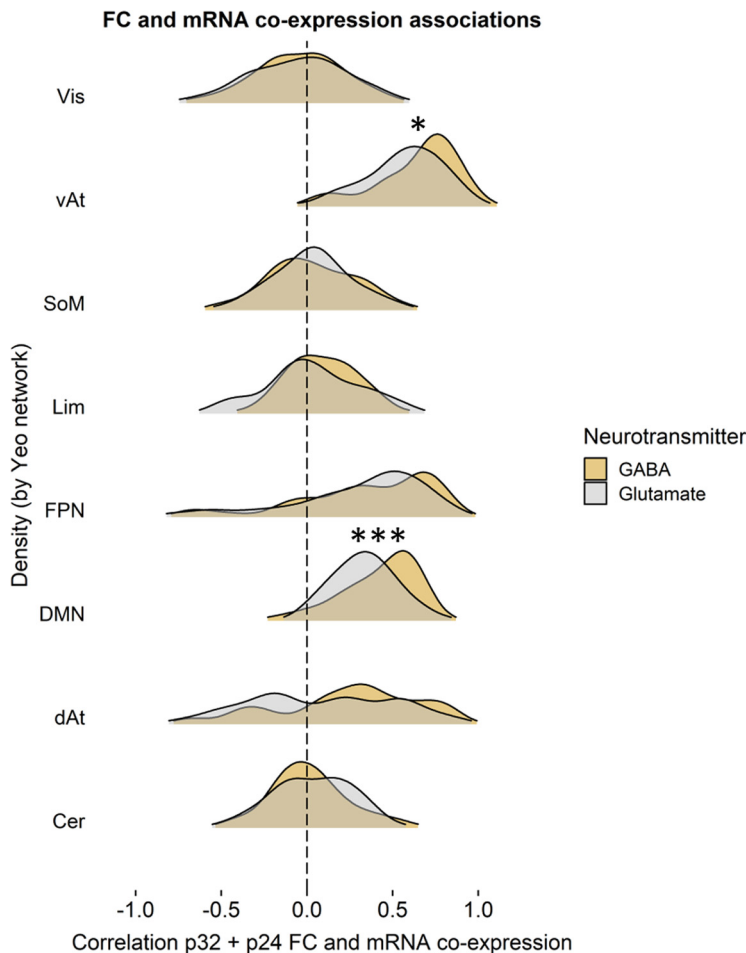 FC and mRNA co-expression associations
Vis
*
vAt
SoM
Lim
FPN
***
DMN
dAt
Cer
Density (by Yeo network)
Neurotransmitter
GABA
Glutamate
-1.0 -0.5 0.0 0.5 1.0
Correlation p32 + p24 FC and mRNA co-expression